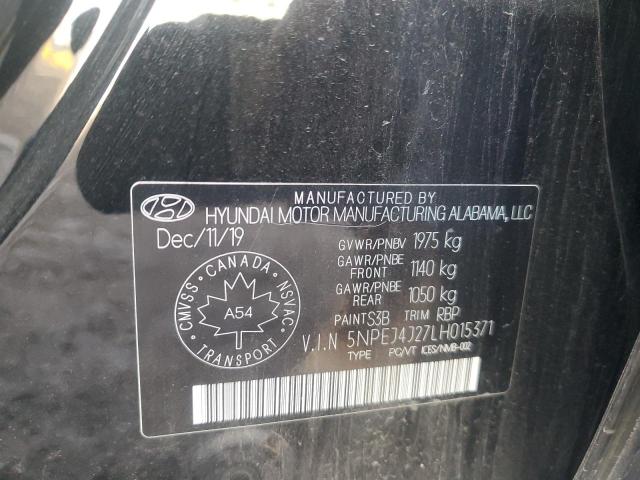 MANUFACTURED BY
HYUNDAI MOTOR MANUFACTURING ALABAMA, LLC
Dec/11/19
GVWR/PNBV 1975 kg
GAWR/PNBE FRONT 1140 kg
GAWR/PNBE REAR 1050 kg
PAINT S3B TRIM RBP
V.I.N 5NPEJ4J27LH015371
TYPE PC/VT ICES/NMB-002
CMVSS · CANADA · NSVAC
A54
TRANSPORT